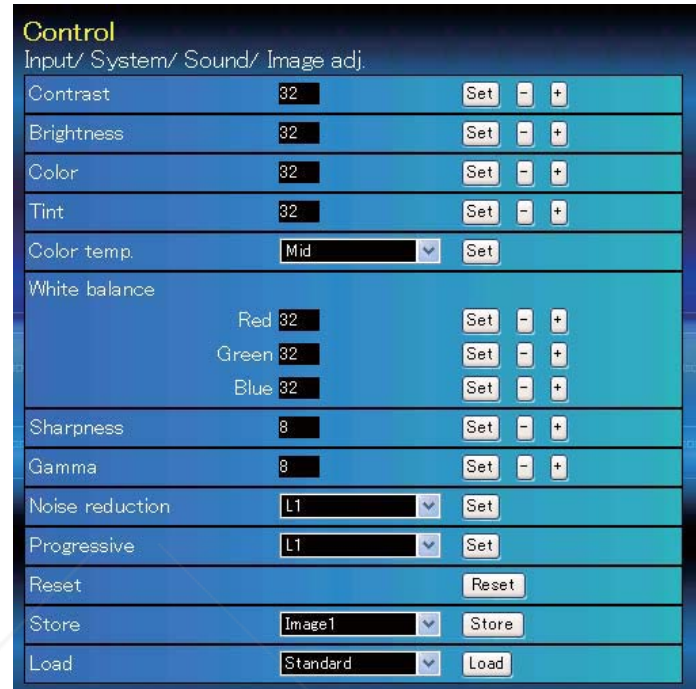 Control
Input/ System/ Sound/ Image adj.
Contrast 32 Set - +
Brightness 32 Set - +
Color 32 Set - +
Tint 32 Set - +
Color temp. Mid Set
White balance
Red 32 Set - +
Green 32 Set - +
Blue 32 Set - +
Sharpness 8 Set - +
Gamma 8 Set - +
Noise reduction L1 Set
Progressive L1 Set
Reset Reset
Store Image1 Store
Load Standard Load